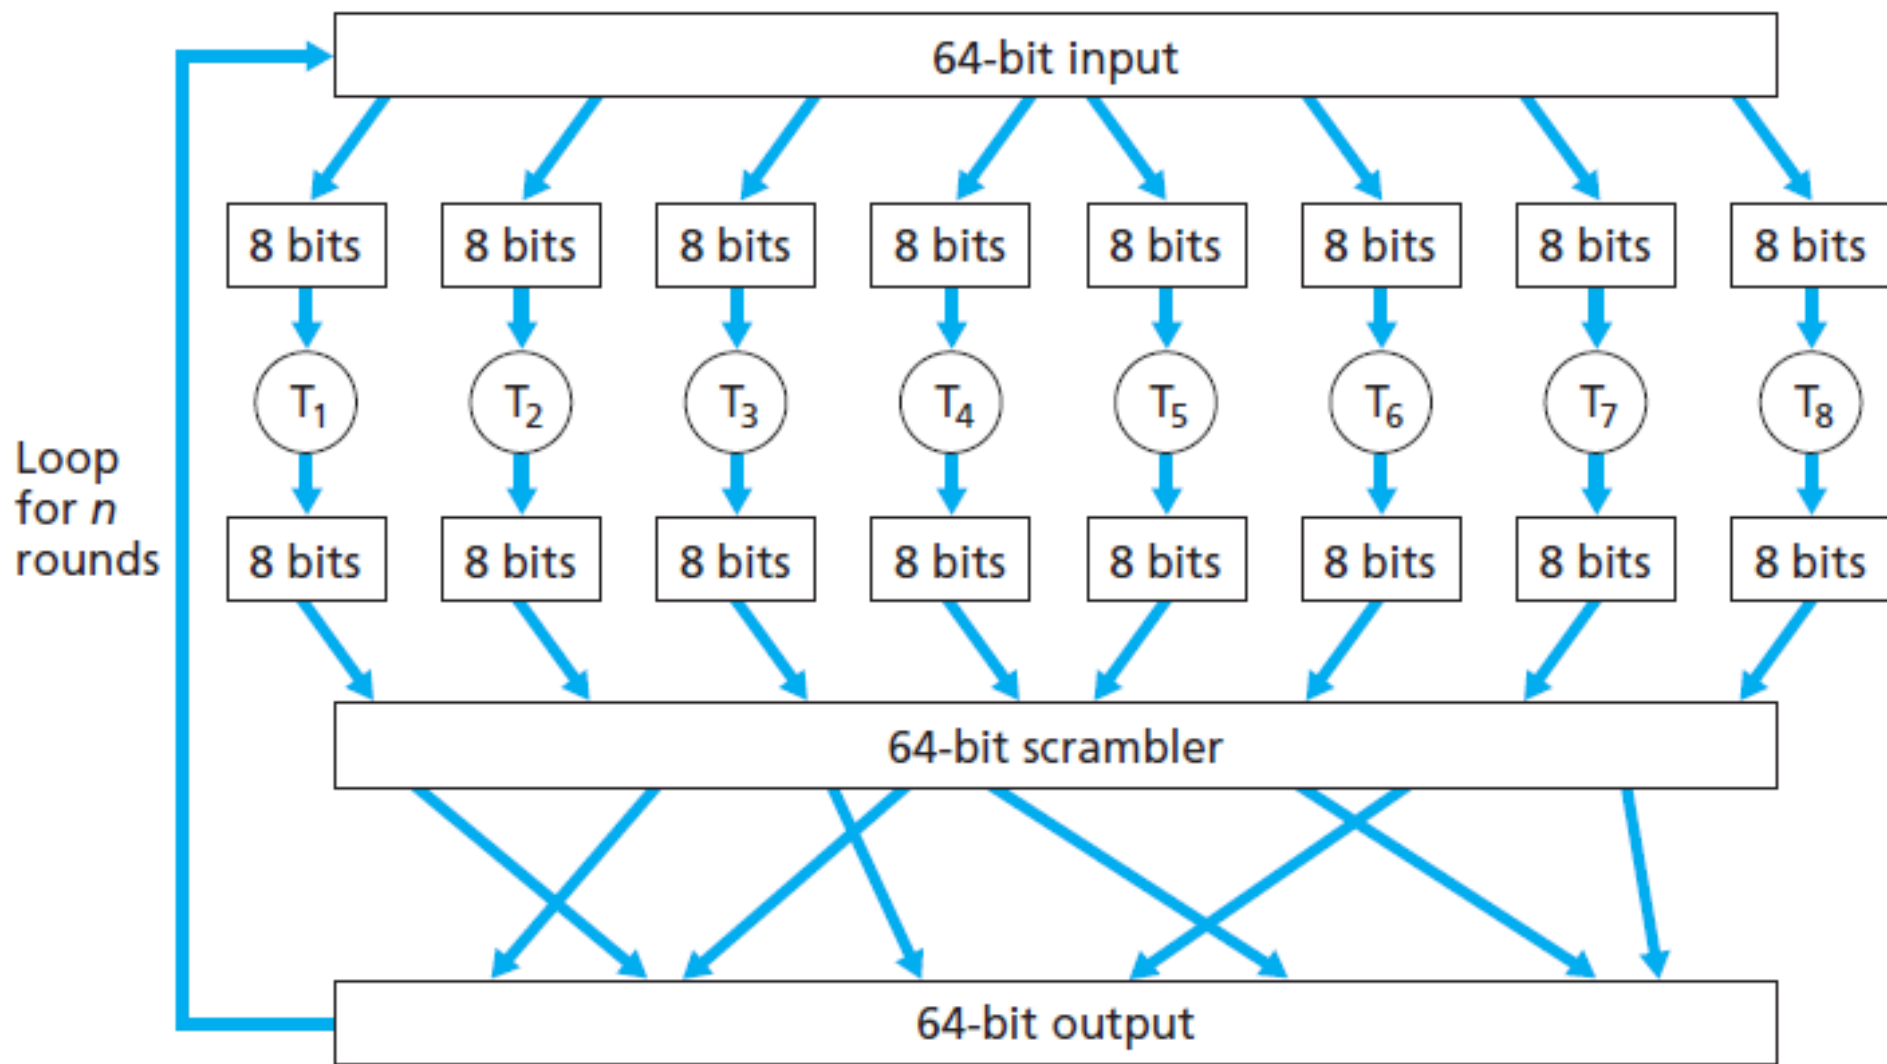 64-bit input
8 bits 8 bits 8 bits 8 bits 8 bits 8 bits 8 bits 8 bits
T₁ T₂ T₃ T₄ T₅ T₆ T₇ T₈
Loop
for n
rounds
8 bits 8 bits 8 bits 8 bits 8 bits 8 bits 8 bits 8 bits
64-bit scrambler
64-bit output